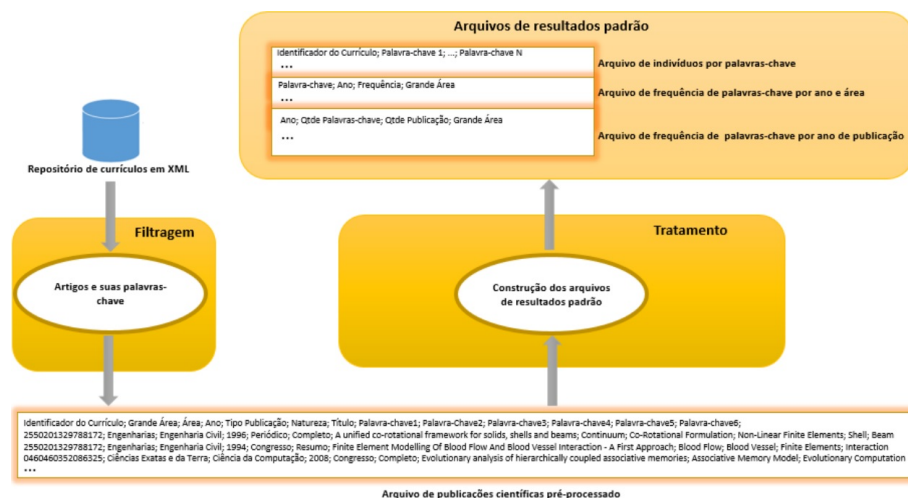 Arquivos de resultados padrão
Identificador do Currículo; Palavra-chave 1; ...; Palavra-chave N
...
Arquivo de indivíduos por palavras-chave
Palavra-chave; Ano; Frequência; Grande Área
...
Arquivo de frequência de palavras-chave por ano e área
Ano; Qtde Palavras-chave; Qtde Publicação; Grande Área
...
Arquivo de frequência de palavras-chave por ano de publicação
Repositório de currículos em XML
Filtragem
Artigos e suas palavras-
chave
Tratamento
Construção dos arquivos
de resultados padrão
Identificador do Currículo; Grande Área; Área; Ano; Tipo Publicação; Natureza; Título; Palavra-chave1; Palavra-Chave2; Palavra-chave3; Palavra-chave4; Palavra-chave5; Palavra-chave6;
2550201329788172; Engenharias; Engenharia Civil; 1996; Periódico; Completo; A unified co-rotational framework for solids, shells and beams; Continuum; Co-Rotational Formulation; Non-Linear Finite Elements; Shell; Beam
2550201329788172; Engenharias; Engenharia Civil; 1994; Congresso; Resumo; Finite Element Modelling Of Blood Flow And Blood Vessel Interaction - A First Approach; Blood Flow; Blood Vessel; Finite Elements; Interaction
0460460352086325; Ciências Exatas e da Terra; Ciência da Computação; 2008; Congresso; Completo; Evolutionary analysis of hierarchically coupled associative memories; Associative Memory Model; Evolutionary Computation
...
Arquivo de publicações científicas pré-processado